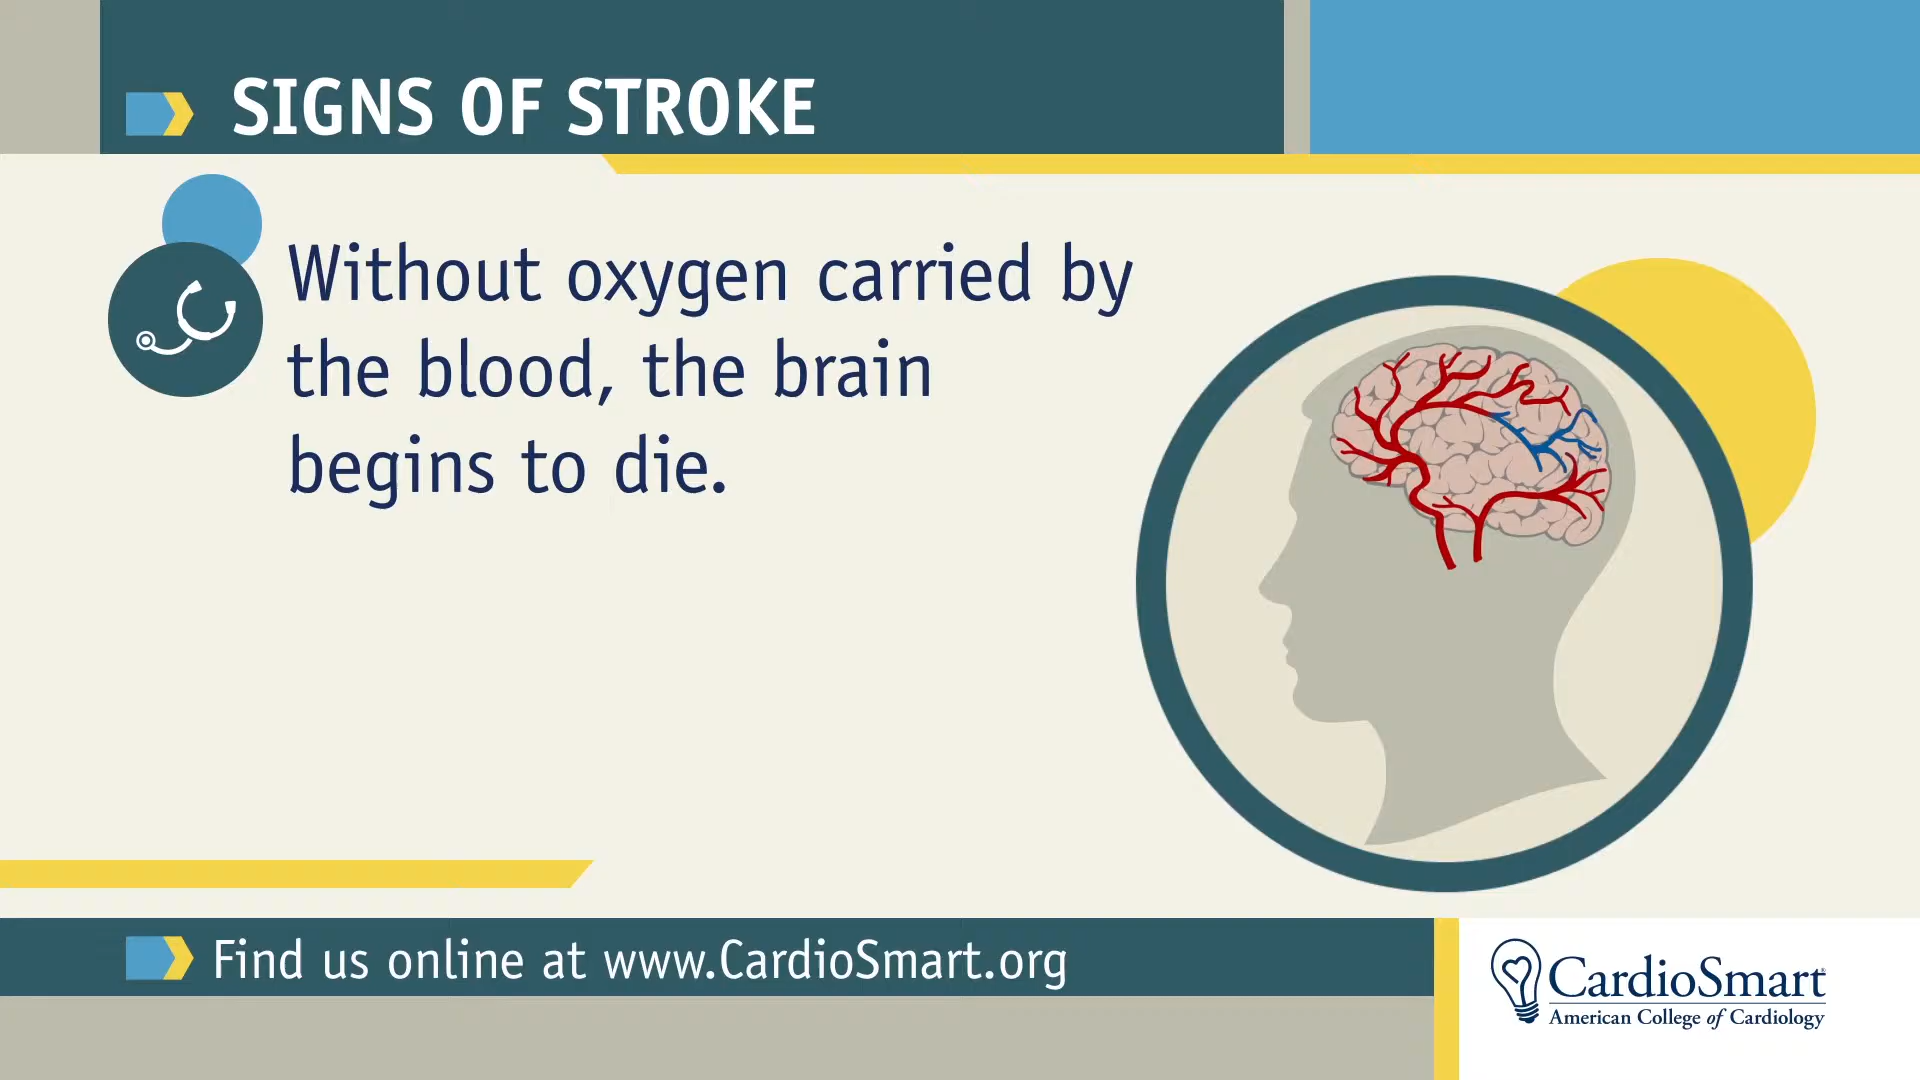 SIGNS OF STROKE
Without oxygen carried by
the blood, the brain
begins to die.
Find us online at www.CardioSmart.org
CardioSmart®
American College of Cardiology